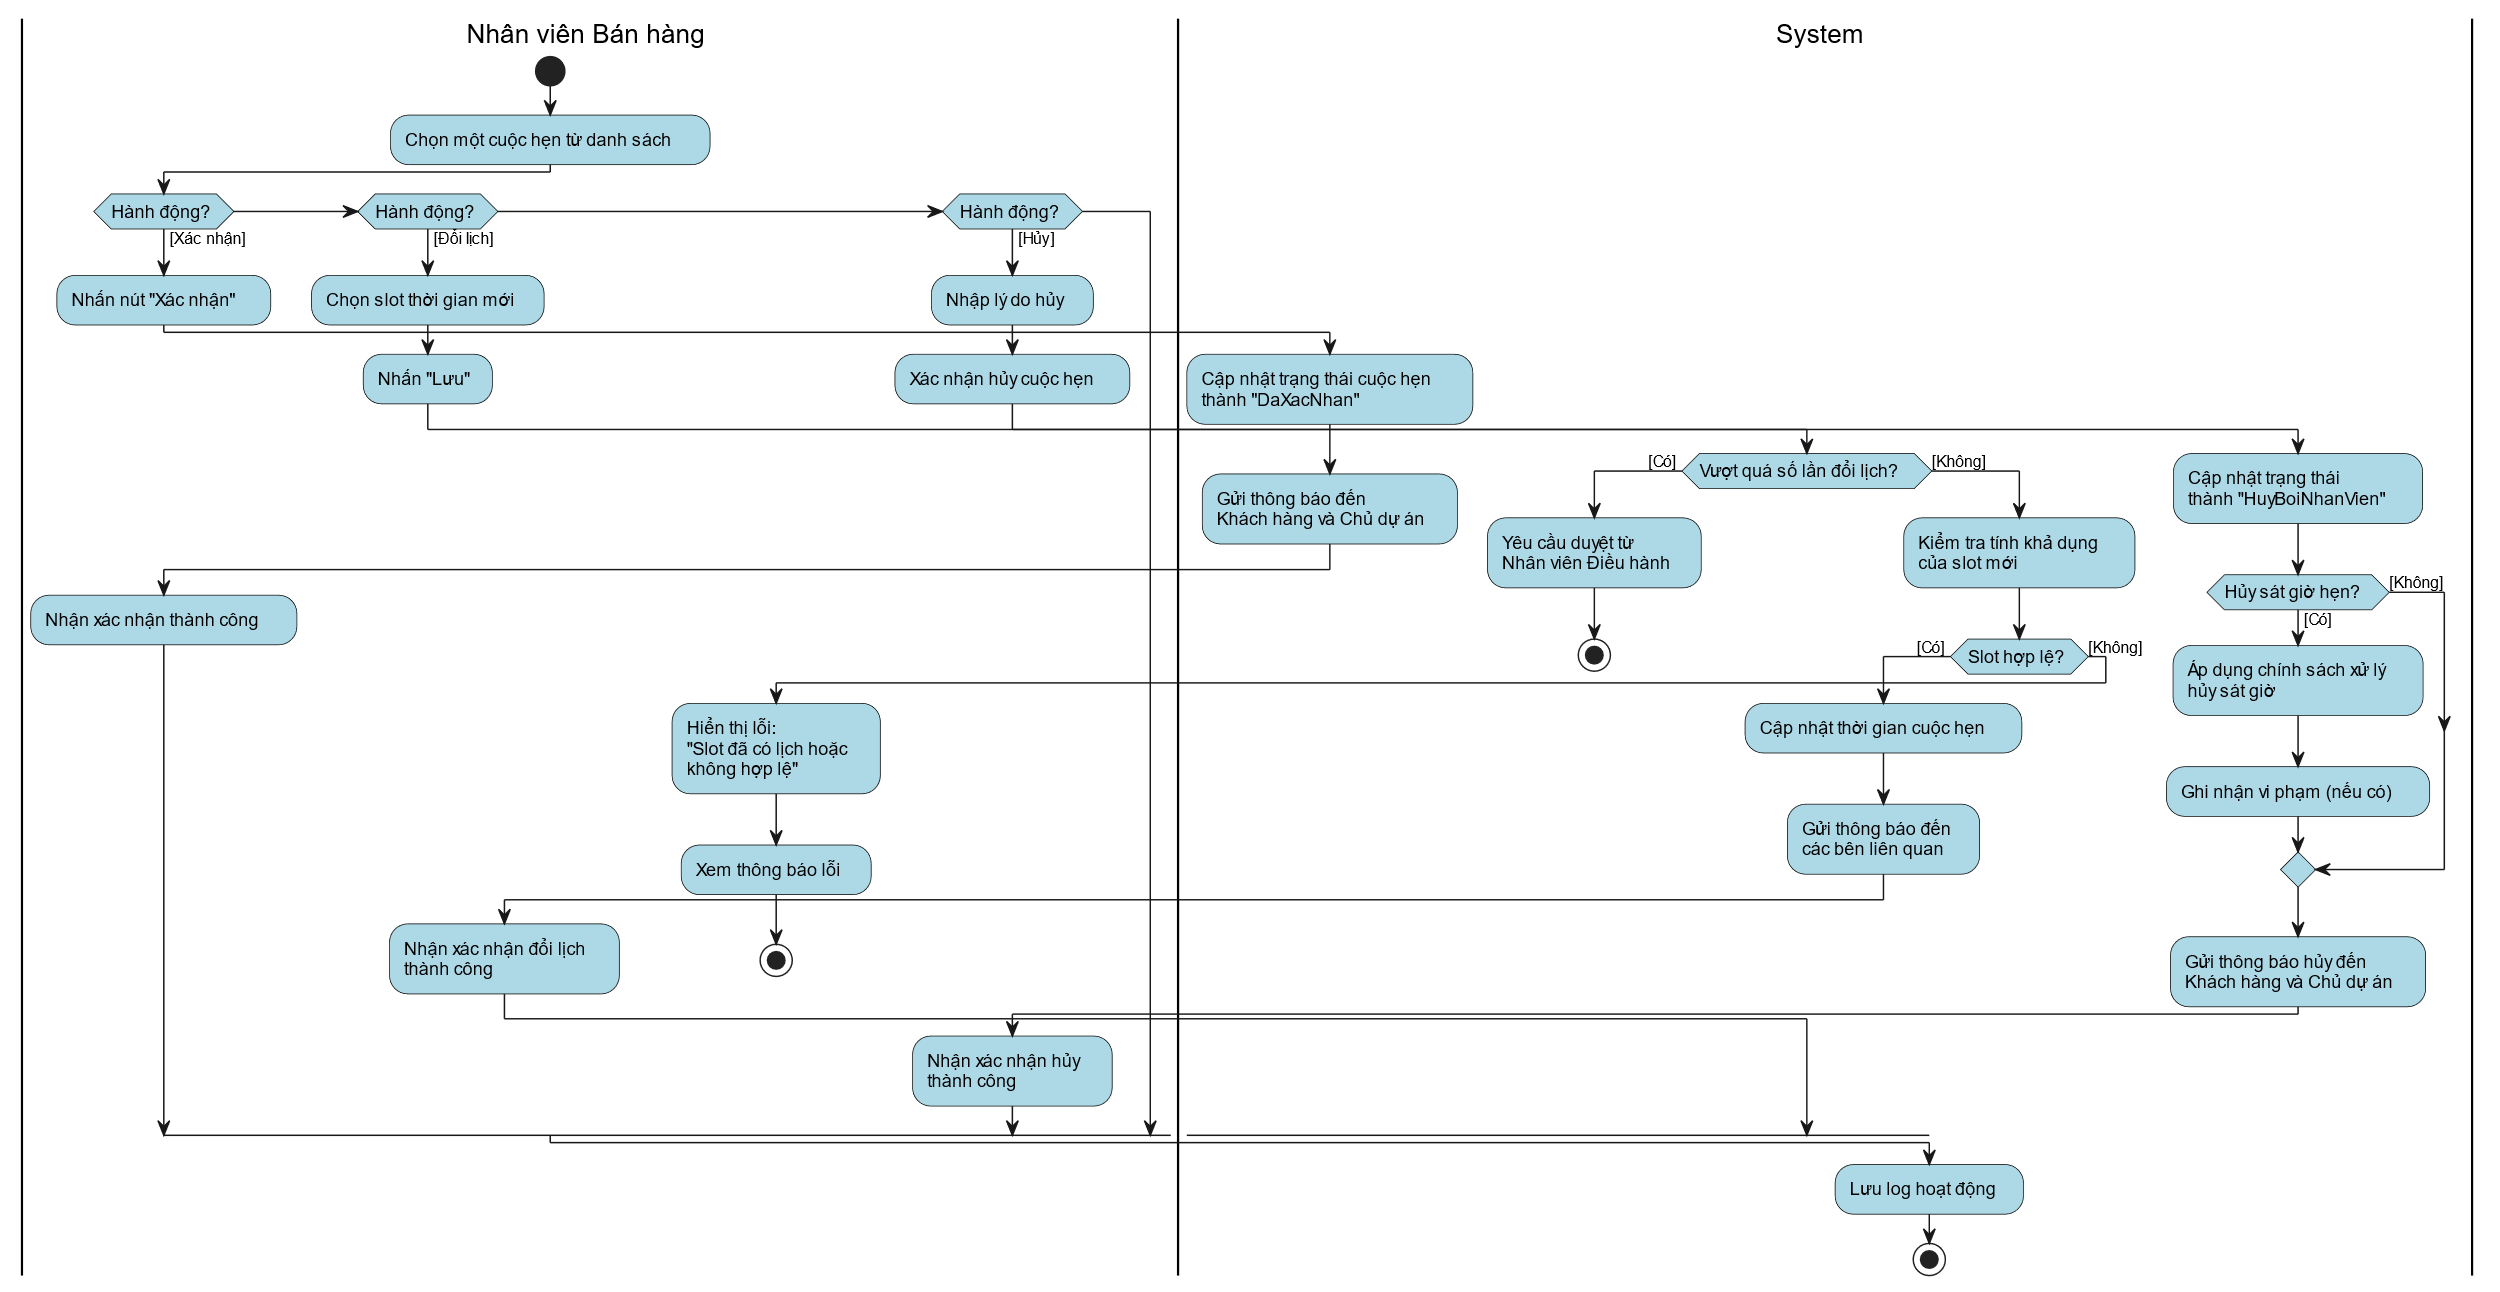 Nhân viên Bán hàng
System
Chọn một cuộc hẹn từ danh sách
Hành động?
Hành động?
Hành động?
[Xác nhận]
[Đổi lịch]
[Hủy]
Nhấn nút "Xác nhận"
Chọn slot thời gian mới
Nhập lý do hủy
Nhấn "Lưu"
Xác nhận hủy cuộc hẹn
Cập nhật trạng thái cuộc hẹn
thành "DaXacNhan"
[Có]
Vượt quá số lần đổi lịch?
[Không]
Cập nhật trạng thái
thành "HuyBoiNhanVien"
Gửi thông báo đến
Khách hàng và Chủ dự án
Yêu cầu duyệt từ
Nhân viên Điều hành
Kiểm tra tính khả dụng
của slot mới
Hủy sát giờ hẹn?
[Không]
[Có]
Nhận xác nhận thành công
[Có]
Slot hợp lệ?
[Không]
Áp dụng chính sách xử lý
hủy sát giờ
Hiển thị lỗi:
"Slot đã có lịch hoặc
không hợp lệ"
Cập nhật thời gian cuộc hẹn
Ghi nhận vi phạm (nếu có)
Gửi thông báo đến
các bên liên quan
Xem thông báo lỗi
Nhận xác nhận đổi lịch
thành công
Gửi thông báo hủy đến
Khách hàng và Chủ dự án
Nhận xác nhận hủy
thành công
Lưu log hoạt động